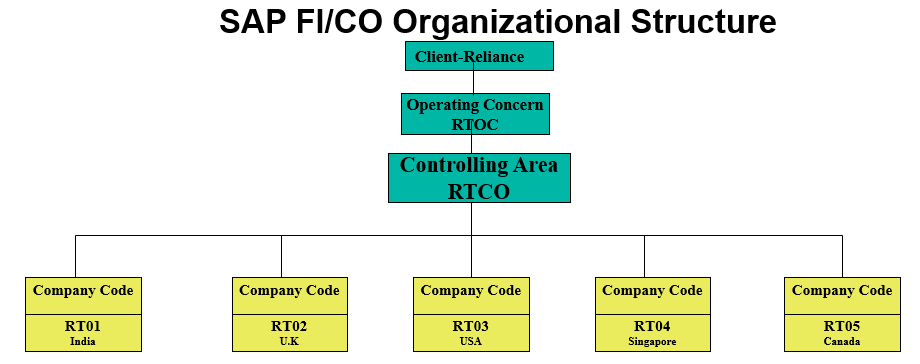 SAP FI/CO Organizational Structure
Client-Reliance
Operating Concern
RTOC
Controlling Area
RTCO
Company Code
RT01
India
Company Code
RT02
U.K
Company Code
RT03
USA
Company Code
RT04
Singapore
Company Code
RT05
Canada